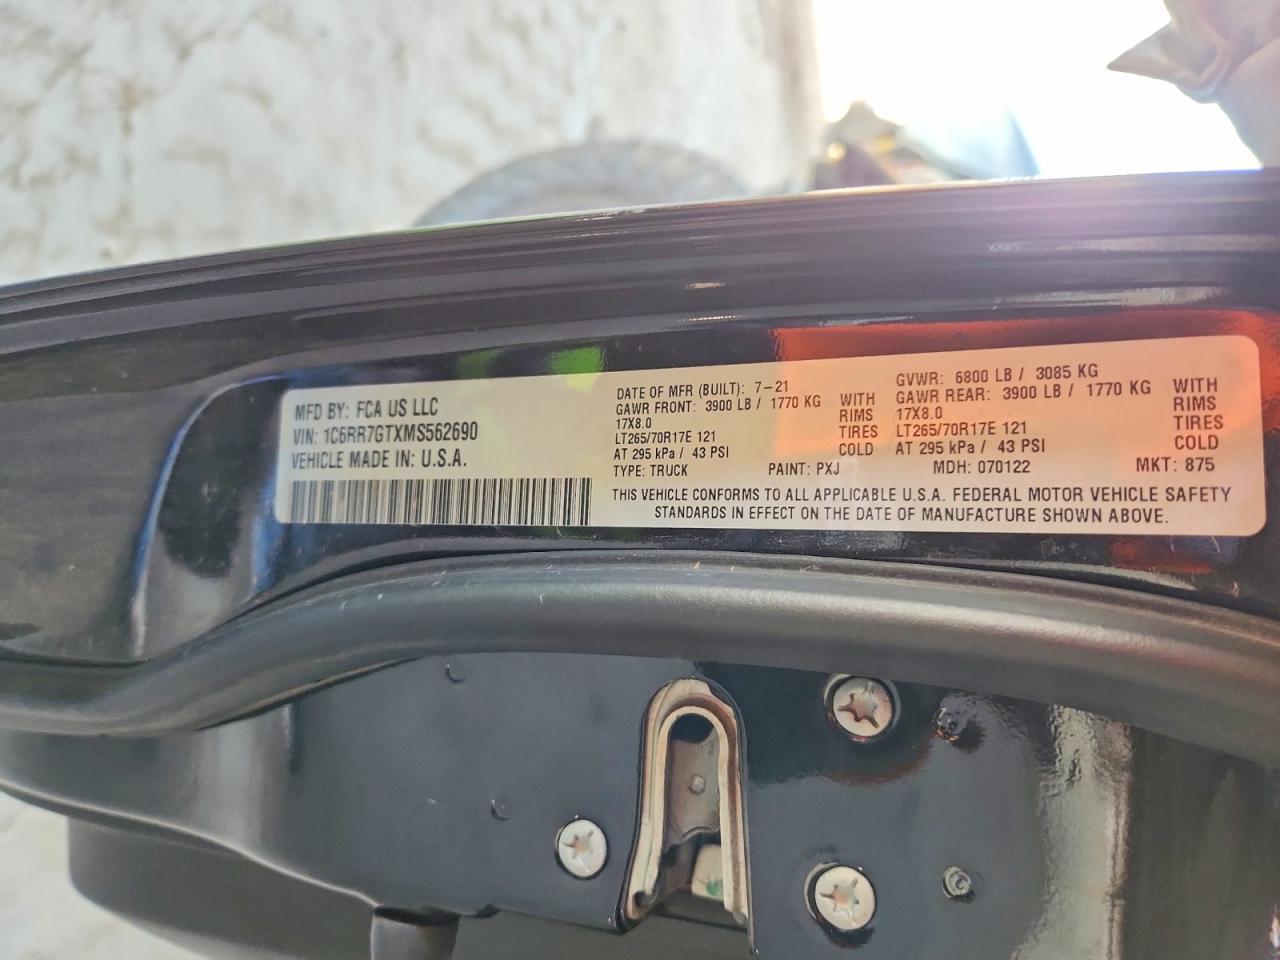 MFD BY: FCA US LLC
VIN: 1C6RR7GTXMS562690
VEHICLE MADE IN: U.S.A.
DATE OF MFR (BUILT): 7-21
GAWR FRONT: 3900 LB / 1770 KG WITH
17X8.0 RIMS
LT265/70R17E 121 TIRES
AT 295 kPa / 43 PSI COLD
GVWR: 6800 LB / 3085 KG
GAWR REAR: 3900 LB / 1770 KG WITH
17X8.0 RIMS
LT265/70R17E 121 TIRES
AT 295 kPa / 43 PSI COLD
TYPE: TRUCK PAINT: PXJ MDH: 070122 MKT: 875
THIS VEHICLE CONFORMS TO ALL APPLICABLE U.S.A. FEDERAL MOTOR VEHICLE SAFETY
STANDARDS IN EFFECT ON THE DATE OF MANUFACTURE SHOWN ABOVE.